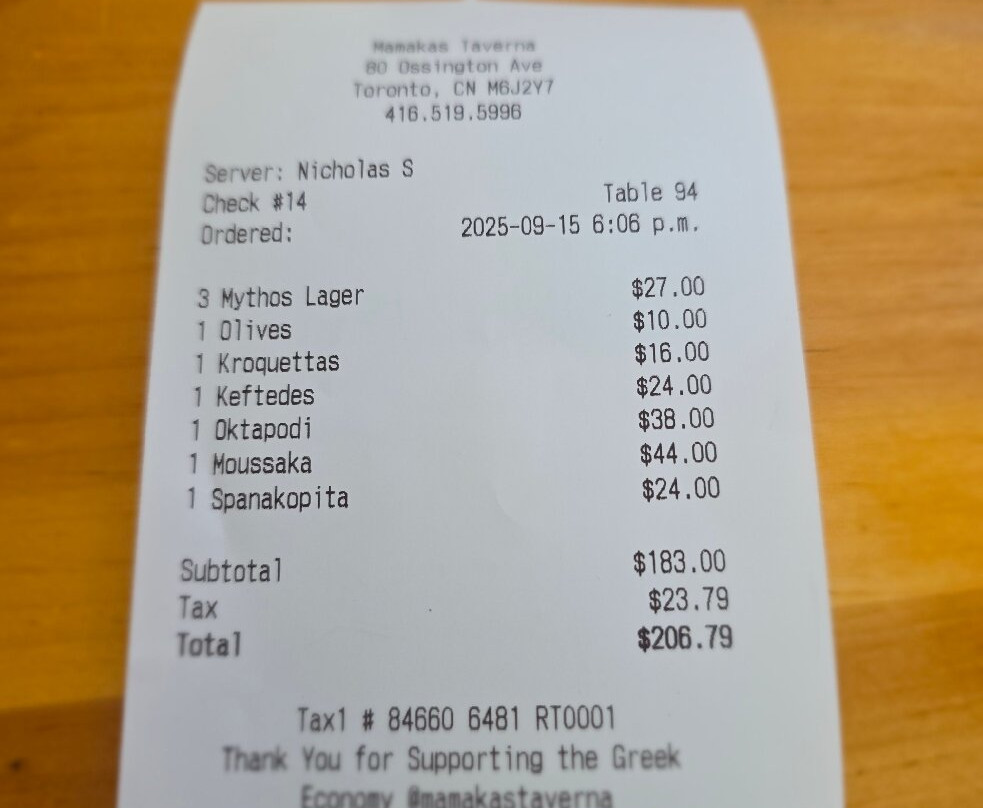 Mamakas Taverna
80 Ossington Ave
Toronto, CN M6J2Y7
416.519.5996
Server: Nicholas S
Check #14 Table 94
Ordered: 2025-09-15 6:06 p.m.
3 Mythos Lager $27.00
1 Olives $10.00
1 Kroquettas $16.00
1 Keftedes $24.00
1 Oktapodi $38.00
1 Moussaka $44.00
1 Spanakopita $24.00
Subtotal $183.00
Tax $23.79
Total $206.79
Tax1 # 84660 6481 RT0001
Thank You for Supporting the Greek
Economy @mamakastaverna